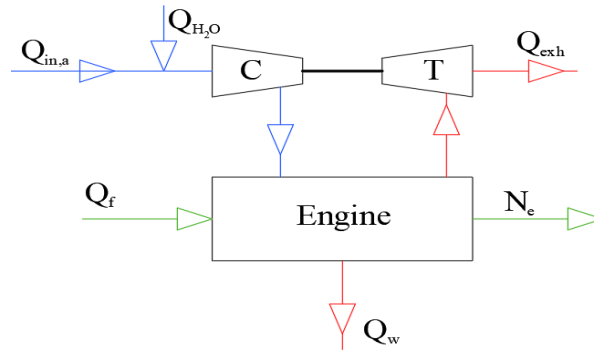 Q_H₂O
Q_in,a
Q_exh
C
T
Q_f
Engine
N_e
Q_w